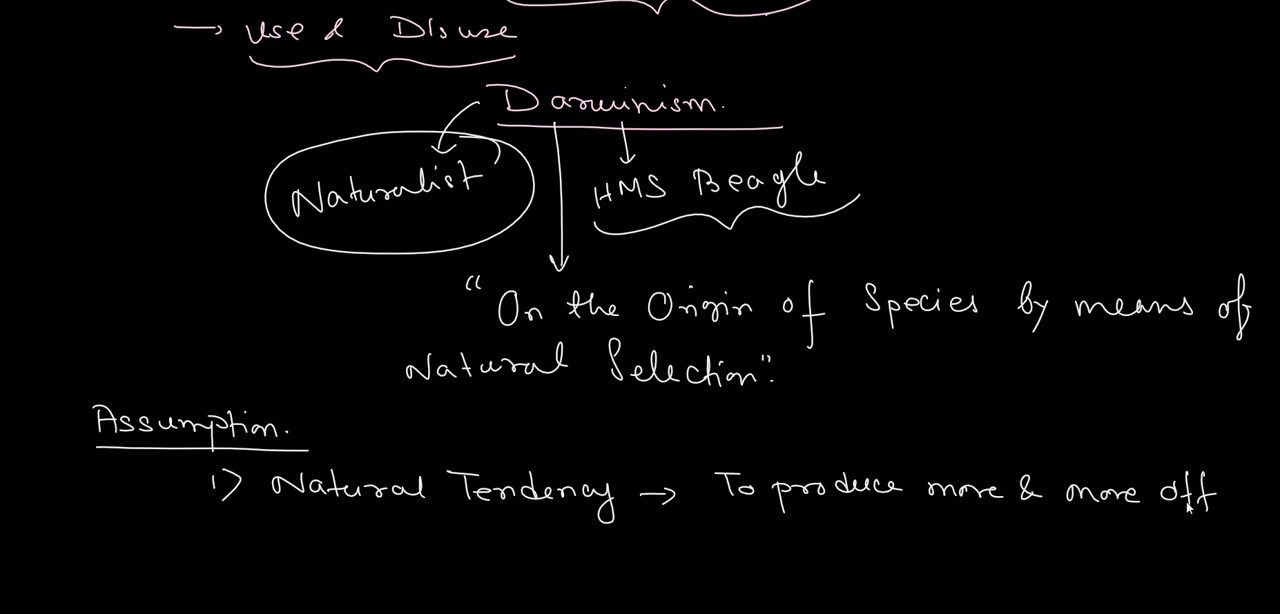 → Use & Disuse
Darwinism.
Naturalist
HMS Beagle
“On the Origin of Species by means of
Natural Selection”.
Assumption.
1) Natural Tendency → To produce more & more off